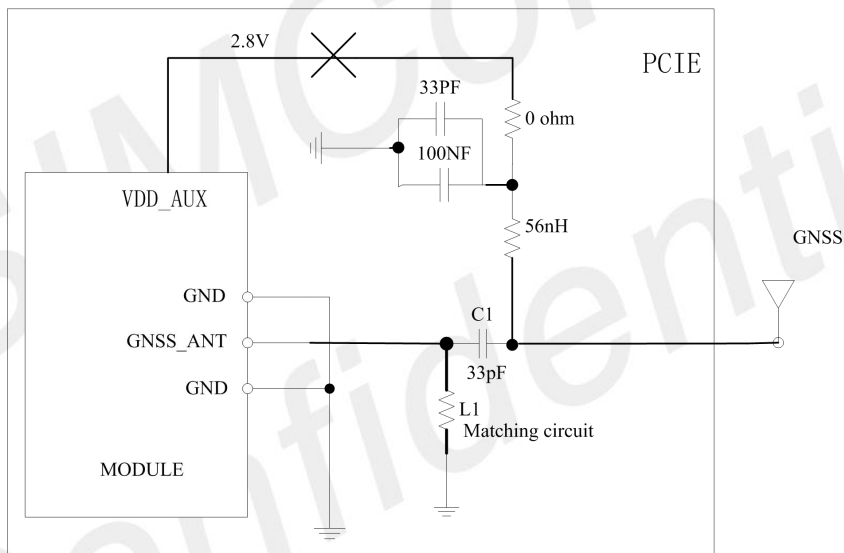 2.8V
PCIE
33PF
0 ohm
100NF
VDD_AUX
56nH
GNSS
GND
C1
GNSS_ANT
33pF
GND
L1
Matching circuit
MODULE